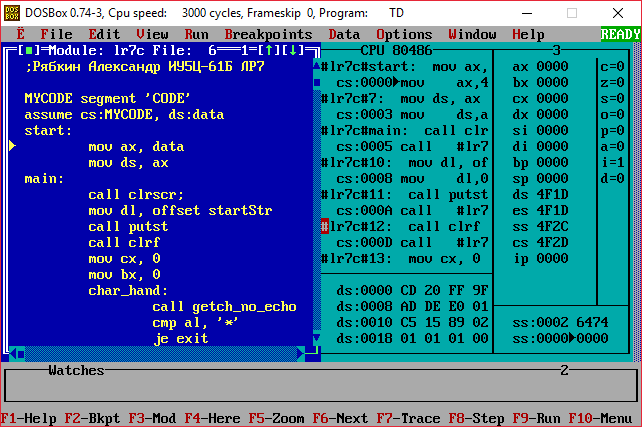 DOSBox 0.74-3, Cpu speed: 3000 cycles, Frameskip 0, Program: TD
Ё File Edit View Run Breakpoints Data Options Window Help READY
[■]=Module: lr7c File: 6=1=[↑][↓]
;Рябкин Александр ИУ5Ц-61Б ЛР7
MYCODE segment 'CODE'
assume cs:MYCODE, ds:data
start:
mov ax, data
mov ds, ax
main:
call clrscr;
mov dl, offset startStr
call putst
call clrf
mov cx, 0
mov bx, 0
char_hand:
call getch_no_echo
cmp al, '*'
je exit
CPU 80486
3
#lr7c#start: mov ax,
cs:0000►mov ax,4
#lr7c#7: mov ds, ax
cs:0003 mov ds,a
#lr7c#main: call clr
cs:0005 call #lr7
#lr7c#10: mov dl, of
cs:0008 mov dl,0
#lr7c#11: call putst
cs:000A call #lr7
#lr7c#12: call clrf
cs:000D call #lr7
#lr7c#13: mov cx, 0
ax 0000
bx 0000
cx 0000
dx 0000
si 0000
di 0000
bp 0000
sp 0000
ds 4F1D
es 4F1D
ss 4F2C
cs 4F2D
ip 0000
c=0
z=0
s=0
o=0
p=0
a=0
i=1
d=0
ds:0000 CD 20 FF 9F
ds:0008 AD DE E0 01
ds:0010 C5 15 89 02
ds:0018 01 01 01 00
ss:0002 6474
ss:0000►0000
Watches
2
F1-Help F2-Bkpt F3-Mod F4-Here F5-Zoom F6-Next F7-Trace F8-Step F9-Run F10-Menu